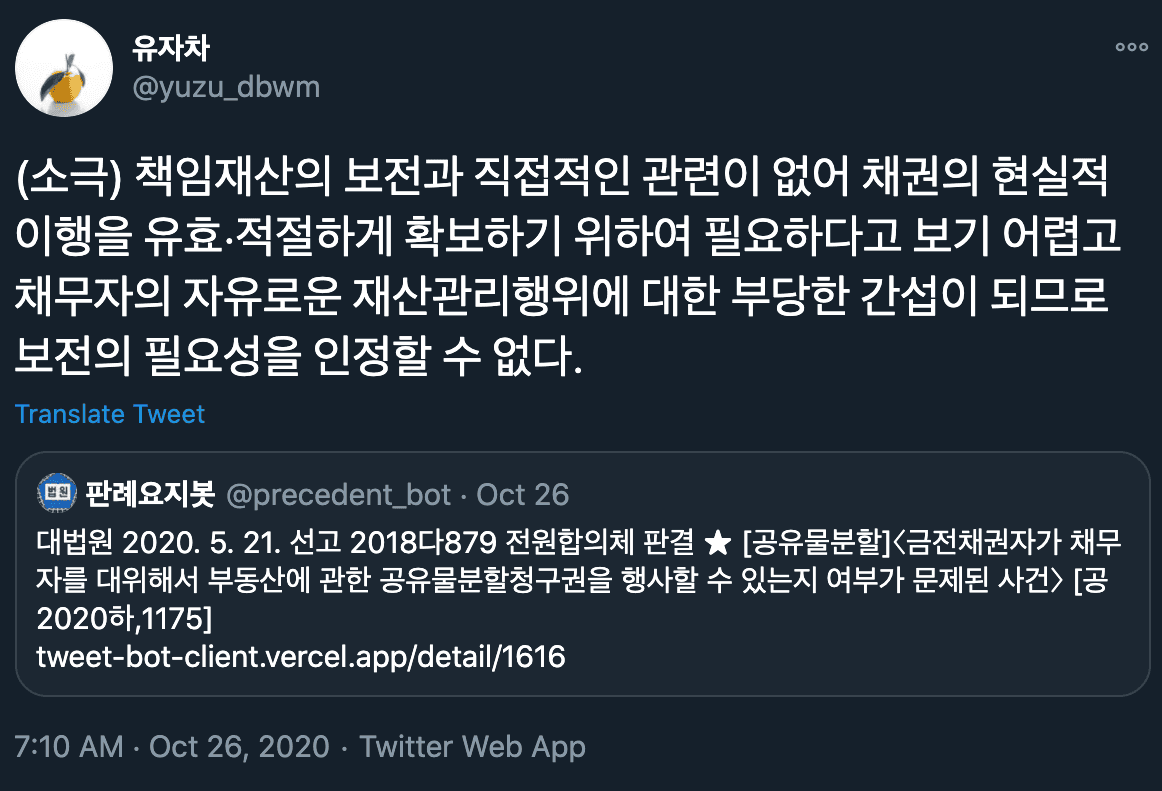 유자차
@yuzu_dbwm
(소극) 책임재산의 보전과 직접적인 관련이 없어 채권의 현실적
이행을 유효·적절하게 확보하기 위하여 필요하다고 보기 어렵고
채무자의 자유로운 재산관리행위에 대한 부당한 간섭이 되므로
보전의 필요성을 인정할 수 없다.
Translate Tweet
법원 판례요지봇 @precedent_bot · Oct 26
대법원 2020. 5. 21. 선고 2018다879 전원합의체 판결 ★ [공유물분할]〈금전채권자가 채무
자를 대위해서 부동산에 관한 공유물분할청구권을 행사할 수 있는지 여부가 문제된 사건〉 [공
2020하,1175]
tweet-bot-client.vercel.app/detail/1616
7:10 AM · Oct 26, 2020 · Twitter Web App